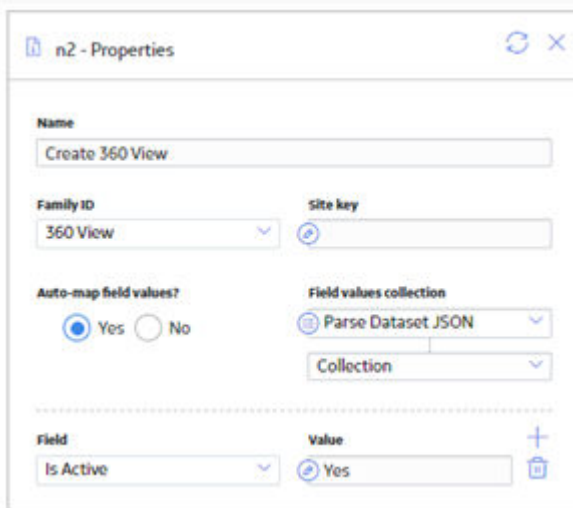 n2 - Properties
Name
Create 360 View
Family ID
Site key
360 View
Auto-map field values?
Field values collection
Yes
No
Parse Dataset JSON
Collection
Field
Value
Is Active
Yes